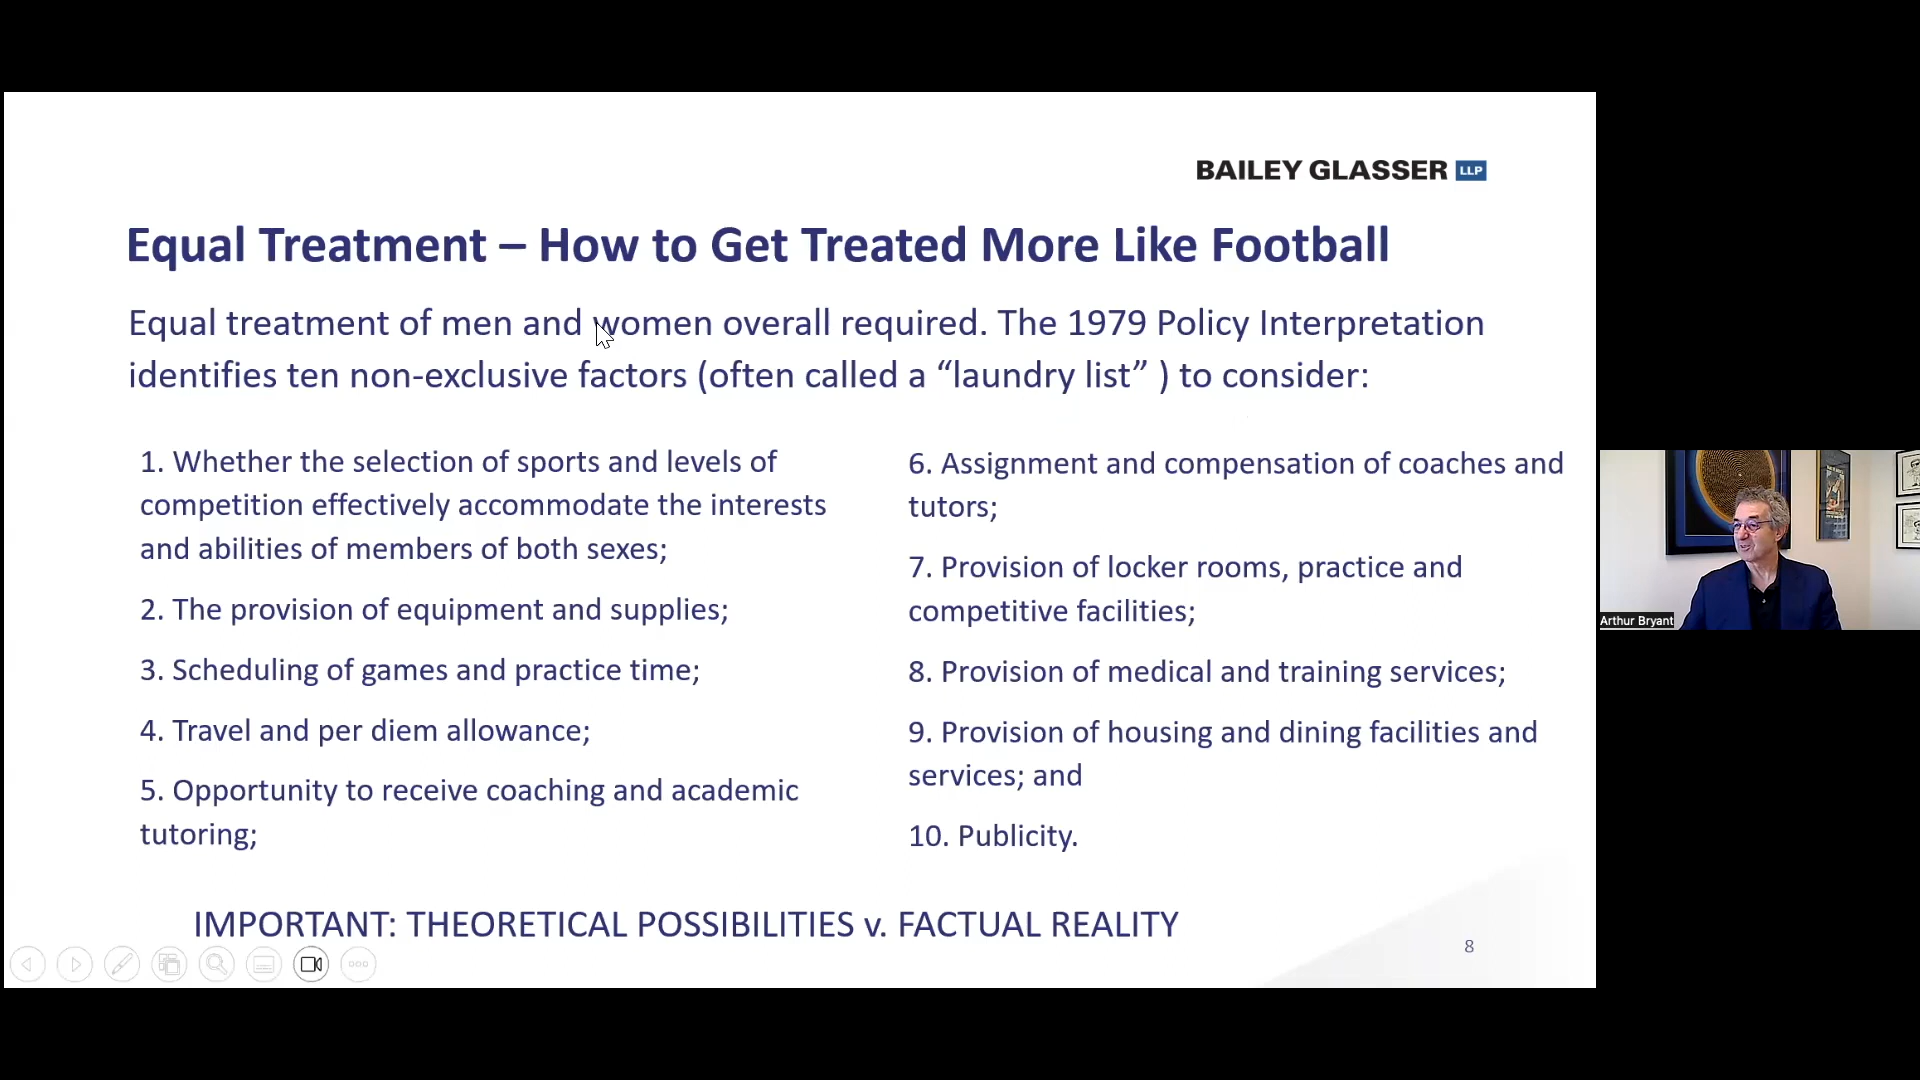 BAILEY GLASSER LLP
Equal Treatment – How to Get Treated More Like Football
Equal treatment of men and women overall required. The 1979 Policy Interpretation
identifies ten non-exclusive factors (often called a “laundry list” ) to consider:
1. Whether the selection of sports and levels of
competition effectively accommodate the interests
and abilities of members of both sexes;
2. The provision of equipment and supplies;
3. Scheduling of games and practice time;
4. Travel and per diem allowance;
5. Opportunity to receive coaching and academic
tutoring;
6. Assignment and compensation of coaches and
tutors;
7. Provision of locker rooms, practice and
competitive facilities;
8. Provision of medical and training services;
9. Provision of housing and dining facilities and
services; and
10. Publicity.
IMPORTANT: THEORETICAL POSSIBILITIES v. FACTUAL REALITY
8
Arthur Bryant